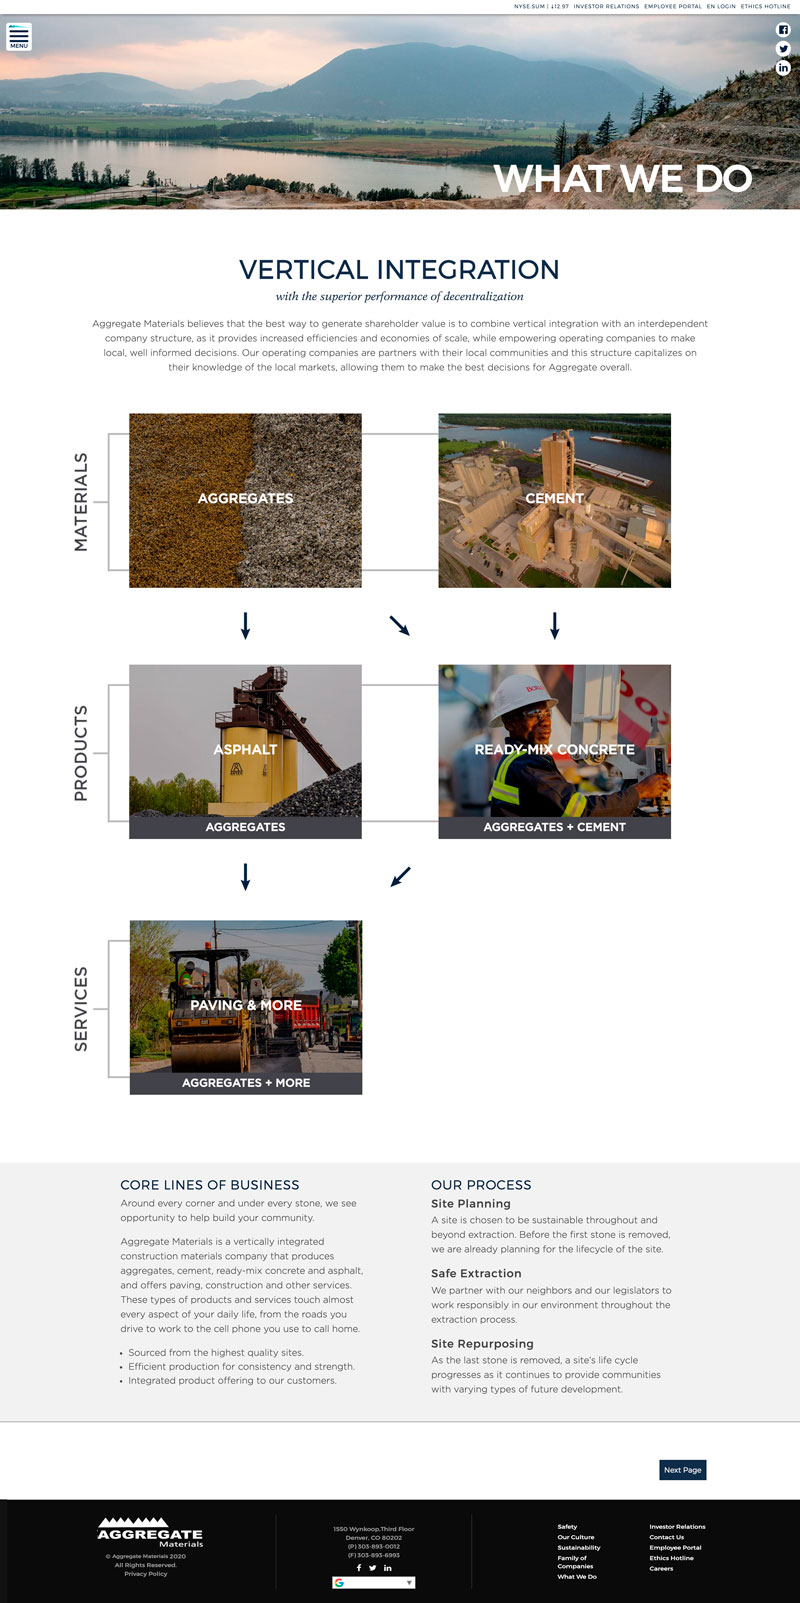 NYSE:SUM | ↓12.97 INVESTOR RELATIONS EMPLOYEE PORTAL EN LOGIN ETHICS HOTLINE
MENU
WHAT WE DO
VERTICAL INTEGRATION
with the superior performance of decentralization
Aggregate Materials believes that the best way to generate shareholder value is to combine vertical integration with an interdependent
company structure, as it provides increased efficiencies and economies of scale, while empowering operating companies to make
local, well informed decisions. Our operating companies are partners with their local communities and this structure capitalizes on
their knowledge of the local markets, allowing them to make the best decisions for Aggregate overall.
MATERIALS
AGGREGATES
CEMENT
PRODUCTS
ASPHALT
AGGREGATES
READY-MIX CONCRETE
AGGREGATES + CEMENT
SERVICES
PAVING & MORE
AGGREGATES + MORE
CORE LINES OF BUSINESS
Around every corner and under every stone, we see
opportunity to help build your community.
Aggregate Materials is a vertically integrated
construction materials company that produces
aggregates, cement, ready-mix concrete and asphalt,
and offers paving, construction and other services.
These types of products and services touch almost
every aspect of your daily life, from the roads you
drive to work to the cell phone you use to call home.
• Sourced from the highest quality sites.
• Efficient production for consistency and strength.
• Integrated product offering to our customers.
OUR PROCESS
Site Planning
A site is chosen to be sustainable throughout and
beyond extraction. Before the first stone is removed,
we are already planning for the lifecycle of the site.
Safe Extraction
We partner with our neighbors and our legislators to
work responsibly in our environment throughout the
extraction process.
Site Repurposing
As the last stone is removed, a site's life cycle
progresses as it continues to provide communities
with varying types of future development.
Next Page
AGGREGATE
Materials
© Aggregate Materials 2020
All Rights Reserved.
Privacy Policy
1550 Wynkoop,Third Floor
Denver, CO 80202
(P) 303-893-0012
(F) 303-893-6993
Safety
Our Culture
Sustainability
Family of
Companies
What We Do
Investor Relations
Contact Us
Employee Portal
Ethics Hotline
Careers